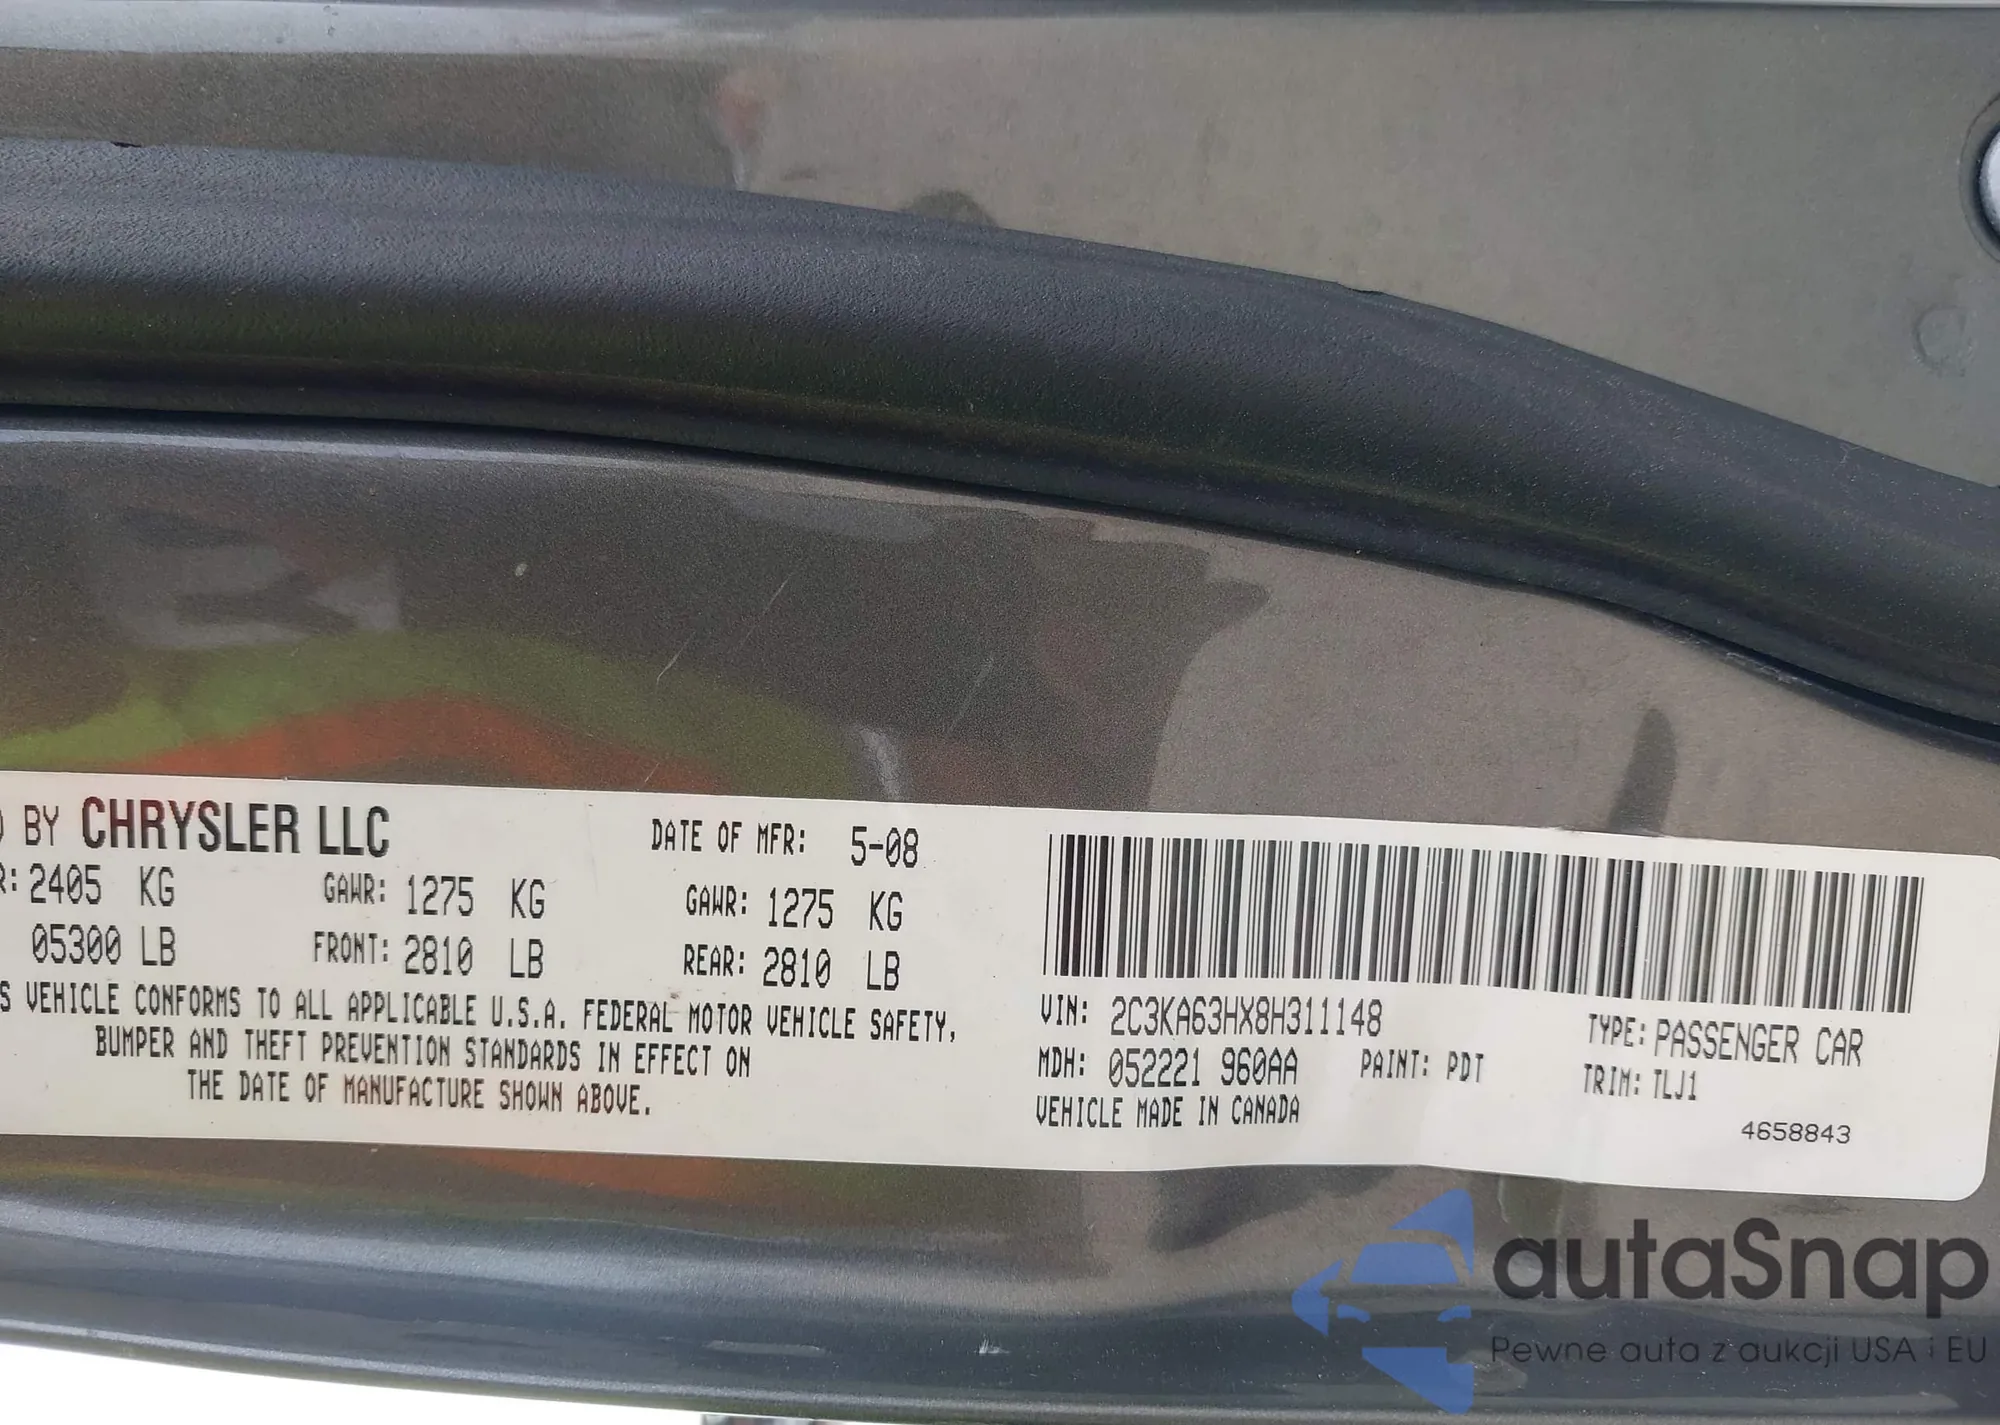 BY CHRYSLER LLC
DATE OF MFR: 5-08
R: 2405 KG GAWR: 1275 KG GAWR: 1275 KG
05300 LB FRONT: 2810 LB REAR: 2810 LB
S VEHICLE CONFORMS TO ALL APPLICABLE U.S.A. FEDERAL MOTOR VEHICLE SAFETY,
BUMPER AND THEFT PREVENTION STANDARDS IN EFFECT ON
THE DATE OF MANUFACTURE SHOWN ABOVE.
VIN: 2C3KA63HX8H311148 TYPE: PASSENGER CAR
MDH: 052221 960AA PAINT: PDT TRIM: TLJ1
VEHICLE MADE IN CANADA
4658843
autaSnap
Pewne auta z aukcji USA i EU